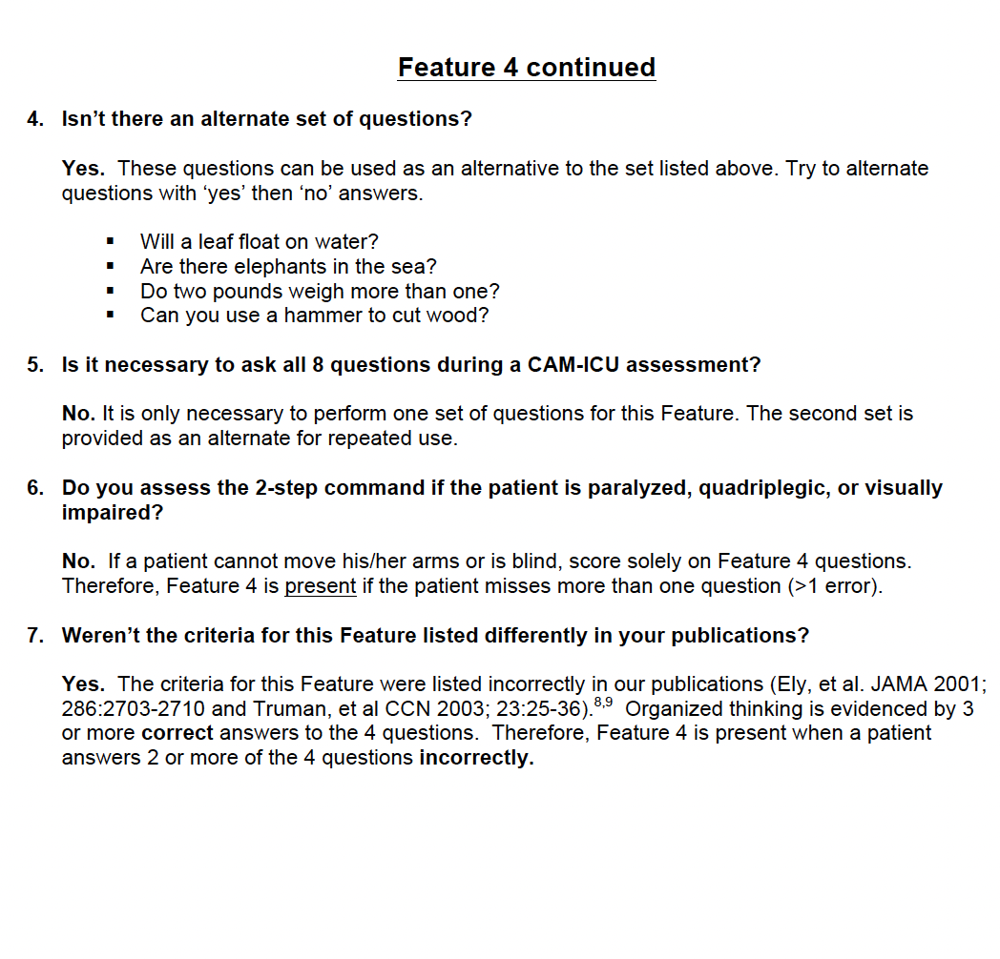 Feature 4 continued
4. Isn’t there an alternate set of questions?
Yes. These questions can be used as an alternative to the set listed above. Try to alternate
questions with ‘yes’ then ‘no’ answers.
▪ Will a leaf float on water?
▪ Are there elephants in the sea?
▪ Do two pounds weigh more than one?
▪ Can you use a hammer to cut wood?
5. Is it necessary to ask all 8 questions during a CAM-ICU assessment?
No. It is only necessary to perform one set of questions for this Feature. The second set is
provided as an alternate for repeated use.
6. Do you assess the 2-step command if the patient is paralyzed, quadriplegic, or visually
impaired?
No. If a patient cannot move his/her arms or is blind, score solely on Feature 4 questions.
Therefore, Feature 4 is present if the patient misses more than one question (>1 error).
7. Weren’t the criteria for this Feature listed differently in your publications?
Yes. The criteria for this Feature were listed incorrectly in our publications (Ely, et al. JAMA 2001;
286:2703-2710 and Truman, et al CCN 2003; 23:25-36).8,9 Organized thinking is evidenced by 3
or more correct answers to the 4 questions. Therefore, Feature 4 is present when a patient
answers 2 or more of the 4 questions incorrectly.